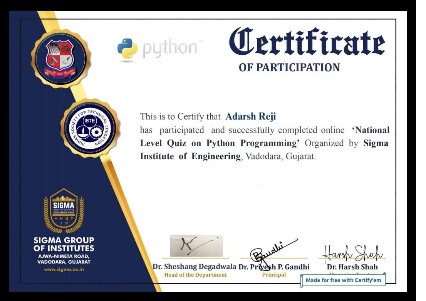 python
Certificate
OF PARTICIPATION
This is to Certify that Adarsh Reji
has participated and successfully completed online ‘National
Level Quiz on Python Programming’ Organized by Sigma
Institute of Engineering, Vadodara, Gujarat.
ISTE
SIGMA
SIGMA GROUP
OF INSTITUTES
AJWA-NIMETA ROAD,
VADODARA, GUJARAT
www.sigma.ac.in
Dr. Sheshang Degadwala Dr. Priyesh P. Gandhi
Harsh Shah
Dr. Harsh Shah
Head of the Department
Principal
Made for free with Certify'em